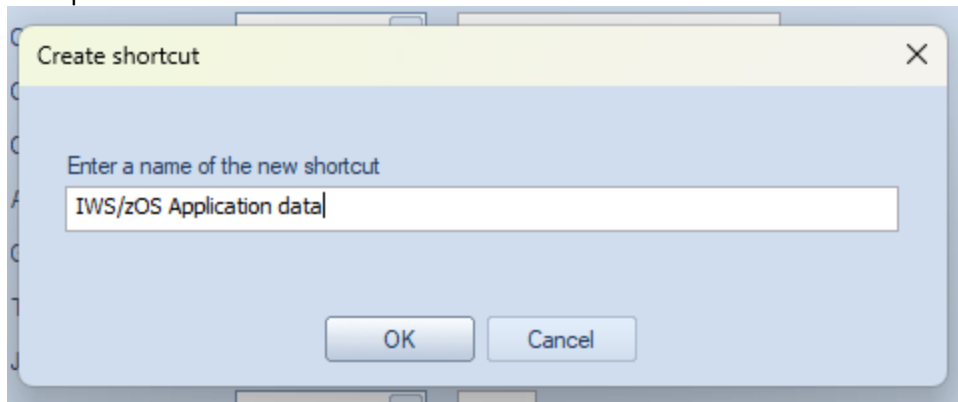 Create shortcut
Enter a name of the new shortcut
IWS/zOS Application data
OK
Cancel